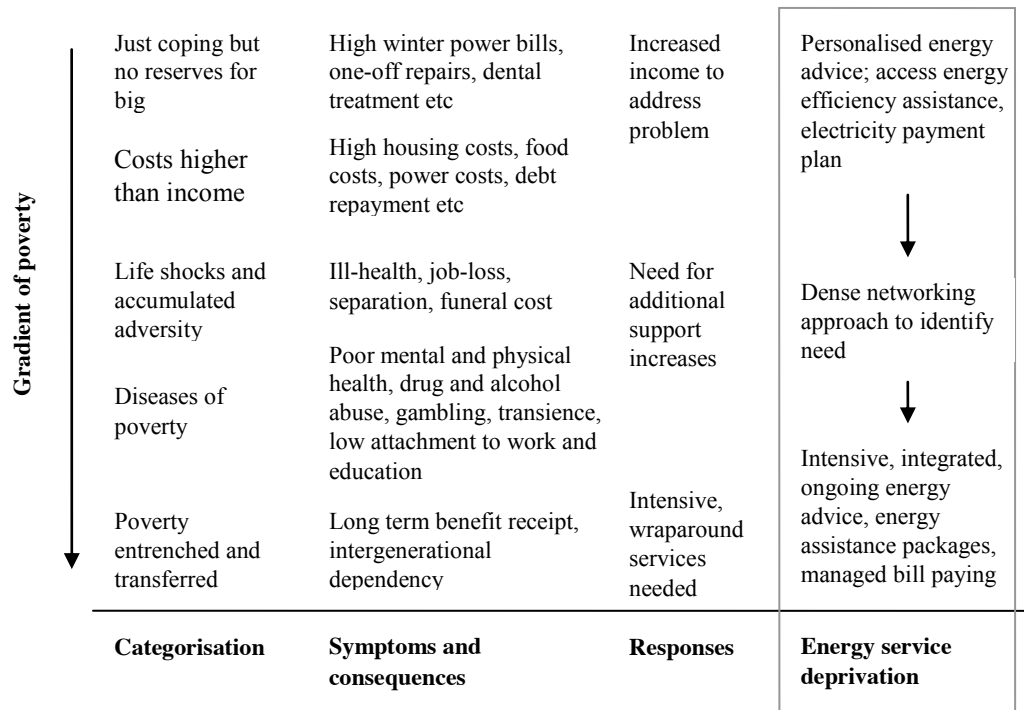 Gradient of poverty
Just coping but
no reserves for
big
High winter power bills,
one-off repairs, dental
treatment etc
Increased
income to
address
problem
Personalised energy
advice; access energy
efficiency assistance,
electricity payment
plan
Costs higher
than income
High housing costs, food
costs, power costs, debt
repayment etc
Life shocks and
accumulated
adversity
Ill-health, job-loss,
separation, funeral cost
Need for
additional
support
increases
Dense networking
approach to identify
need
Diseases of
poverty
Poor mental and physical
health, drug and alcohol
abuse, gambling, transience,
low attachment to work and
education
Intensive, integrated,
ongoing energy
advice, energy
assistance packages,
managed bill paying
Poverty
entrenched and
transferred
Long term benefit receipt,
intergenerational
dependency
Intensive,
wraparound
services
needed
Categorisation
Symptoms and
consequences
Responses
Energy service
deprivation